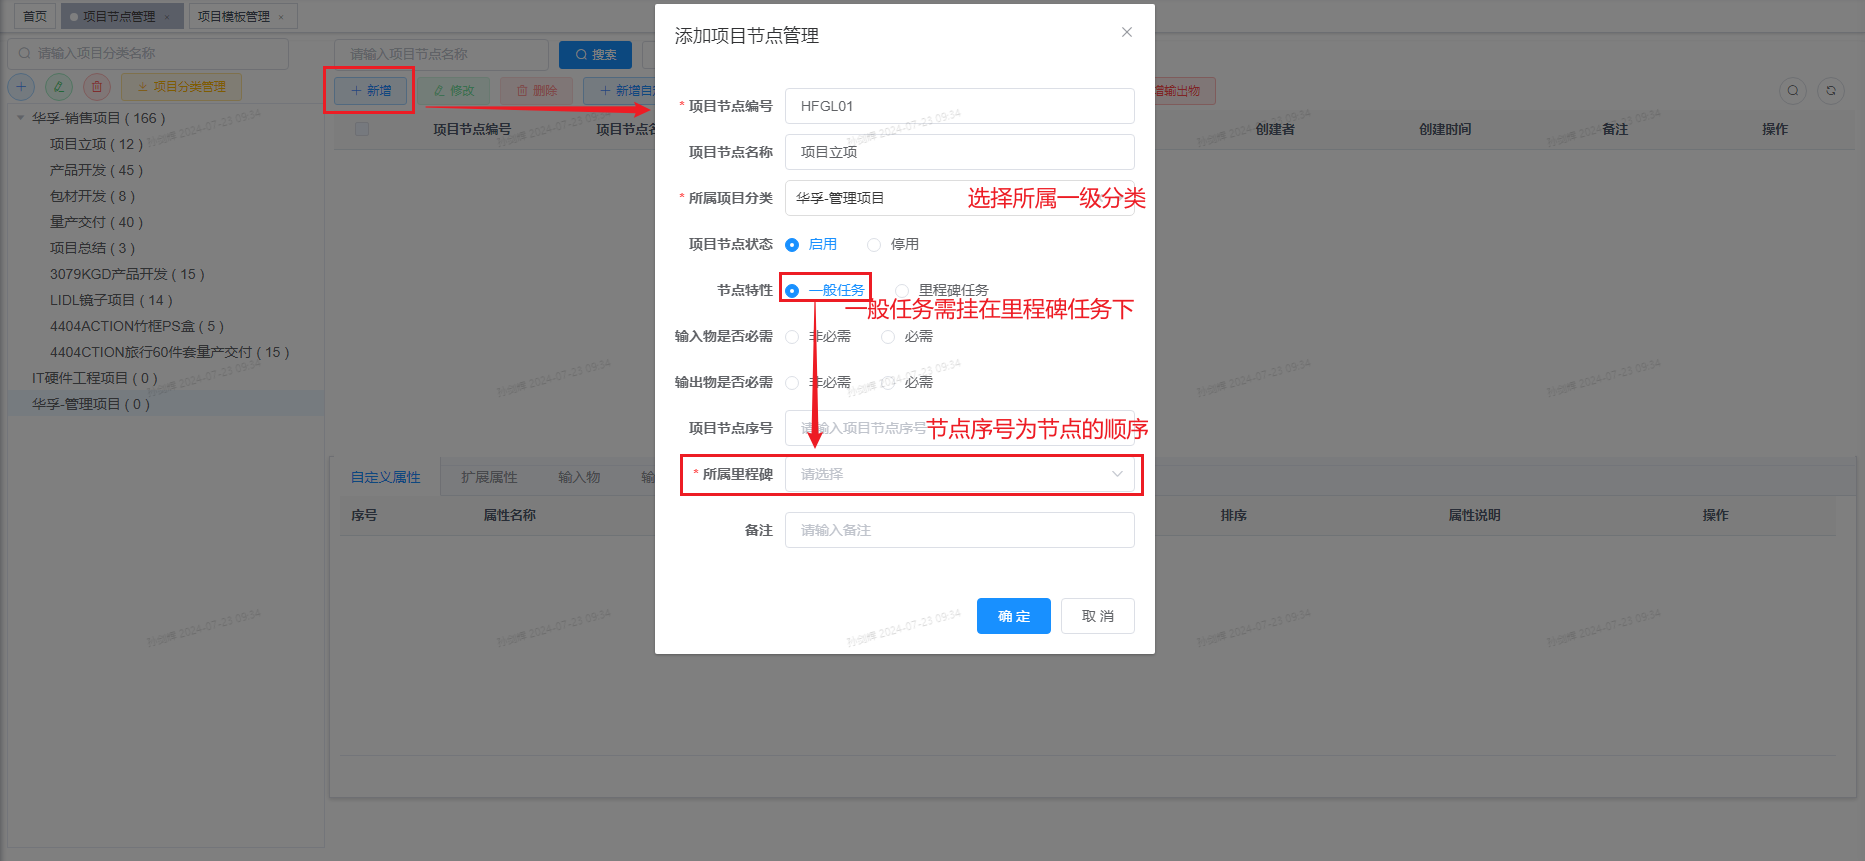 首页
项目节点管理 ×
项目模板管理 ×
请输入项目分类名称
项目分类管理
华孚-销售项目 ( 166 )
项目立项 ( 12 )
产品开发 ( 45 )
包材开发 ( 8 )
量产交付 ( 40 )
项目总结 ( 3 )
3079KGD产品开发 ( 15 )
LIDL镜子项目 ( 14 )
4404ACTION竹框PS盒 ( 5 )
4404CTION旅行60件套量产交付 ( 15 )
IT硬件工程项目 ( 0 )
华孚-管理项目 ( 0 )
请输入项目节点名称
搜索
新增
修改
删除
新增自
增输出物
项目节点编号
项目节点名
创建者
创建时间
备注
操作
添加项目节点管理
* 项目节点编号 HFGL01
项目节点名称 项目立项
* 所属项目分类 华孚-管理项目
选择所属一级分类
项目节点状态 启用 停用
节点特性 一般任务 里程碑任务
一般任务需挂在里程碑任务下
输入物是否必需 非必需 必需
输出物是否必需 非必需 必需
项目节点序号 请输入项目节点序号
节点序号为节点的顺序
* 所属里程碑 请选择
备注 请输入备注
确 定
取 消
自定义属性
扩展属性
输入物
输
序号
属性名称
排序
属性说明
操作
2024-07-23 09:34